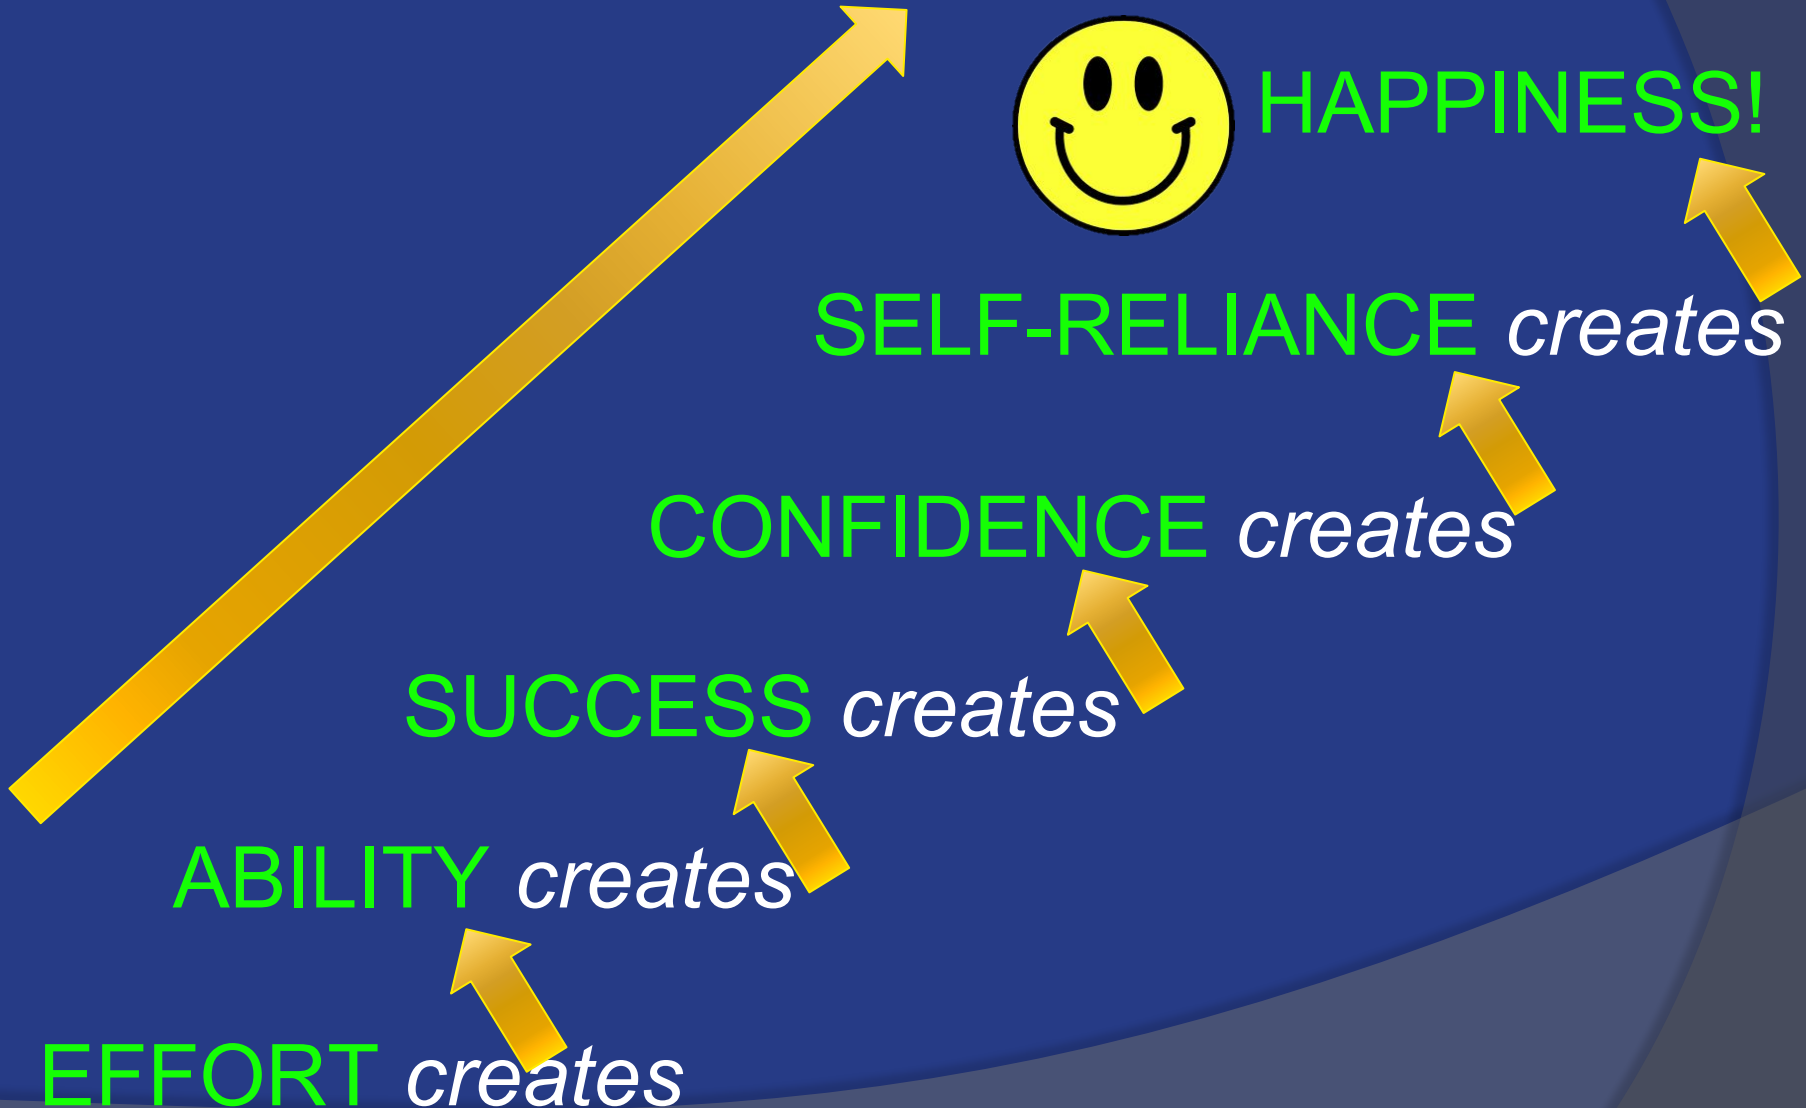 HAPPINESS!
SELF-RELIANCE creates
CONFIDENCE creates
SUCCESS creates
ABILITY creates
EFFORT creates